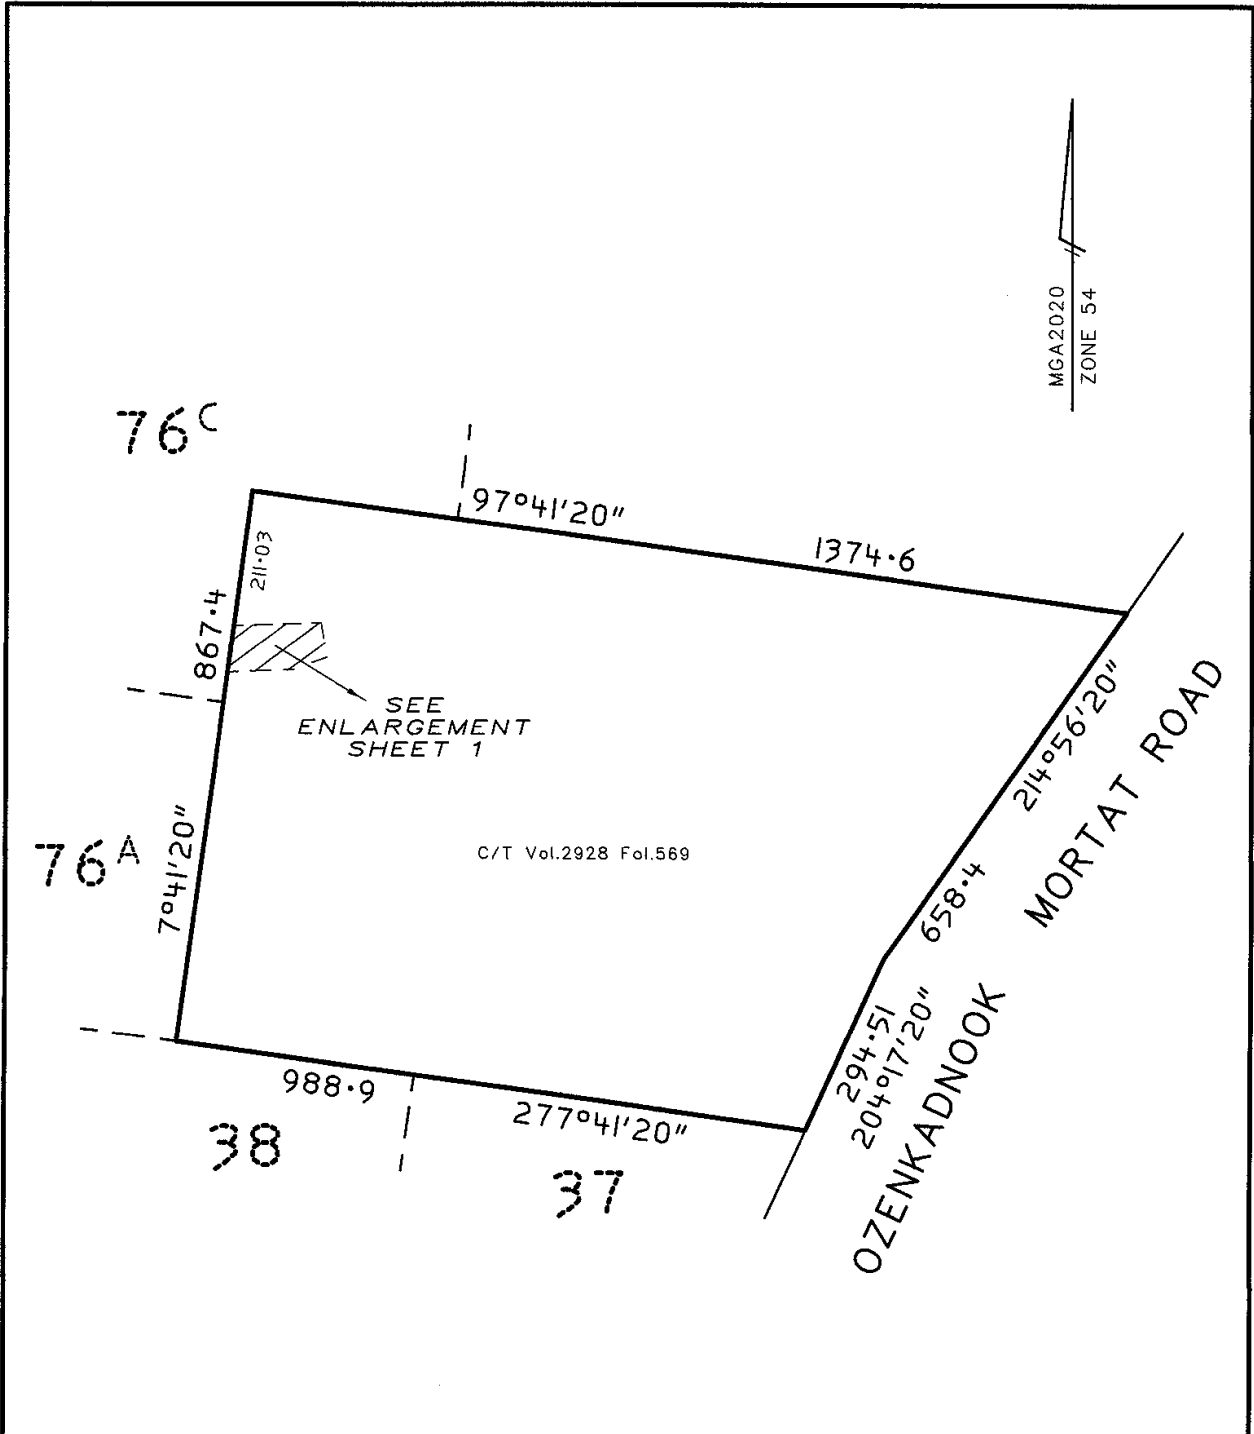 MGA2020
ZONE 54
76C
97°41'20"
1374·6
211·03
867·4
SEE
ENLARGEMENT
SHEET 1
214°56'20"
MORTAT ROAD
76A
7°41'20"
C/T Vol.2928 Fol.569
658·4
294·51
204°17'20"
OZENKADNOOK
988·9
277°41'20"
38
37